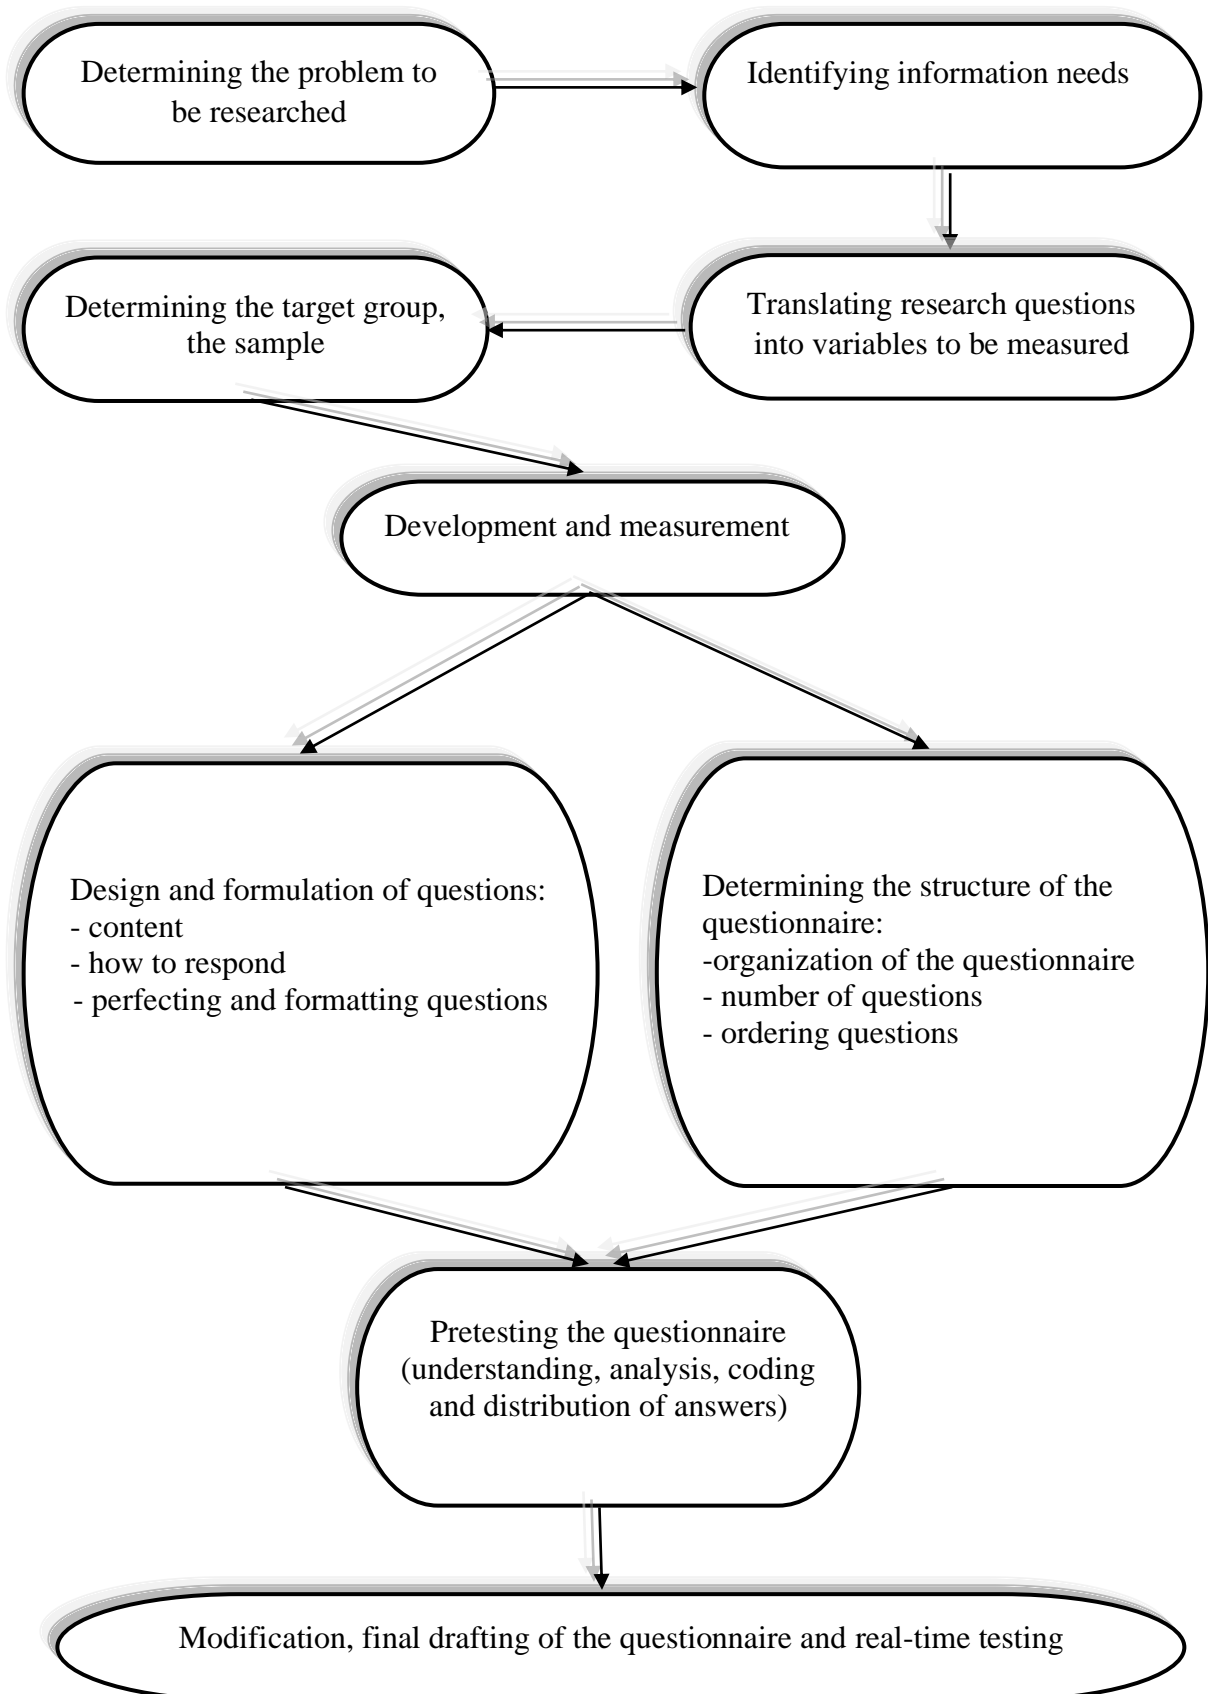 Determining the problem to
be researched
Identifying information needs
Translating research questions
into variables to be measured
Determining the target group,
the sample
Development and measurement
Design and formulation of questions:
- content
- how to respond
- perfecting and formatting questions
Determining the structure of the
questionnaire:
-organization of the questionnaire
- number of questions
- ordering questions
Pretesting the questionnaire
(understanding, analysis, coding
and distribution of answers)
Modification, final drafting of the questionnaire and real-time testing